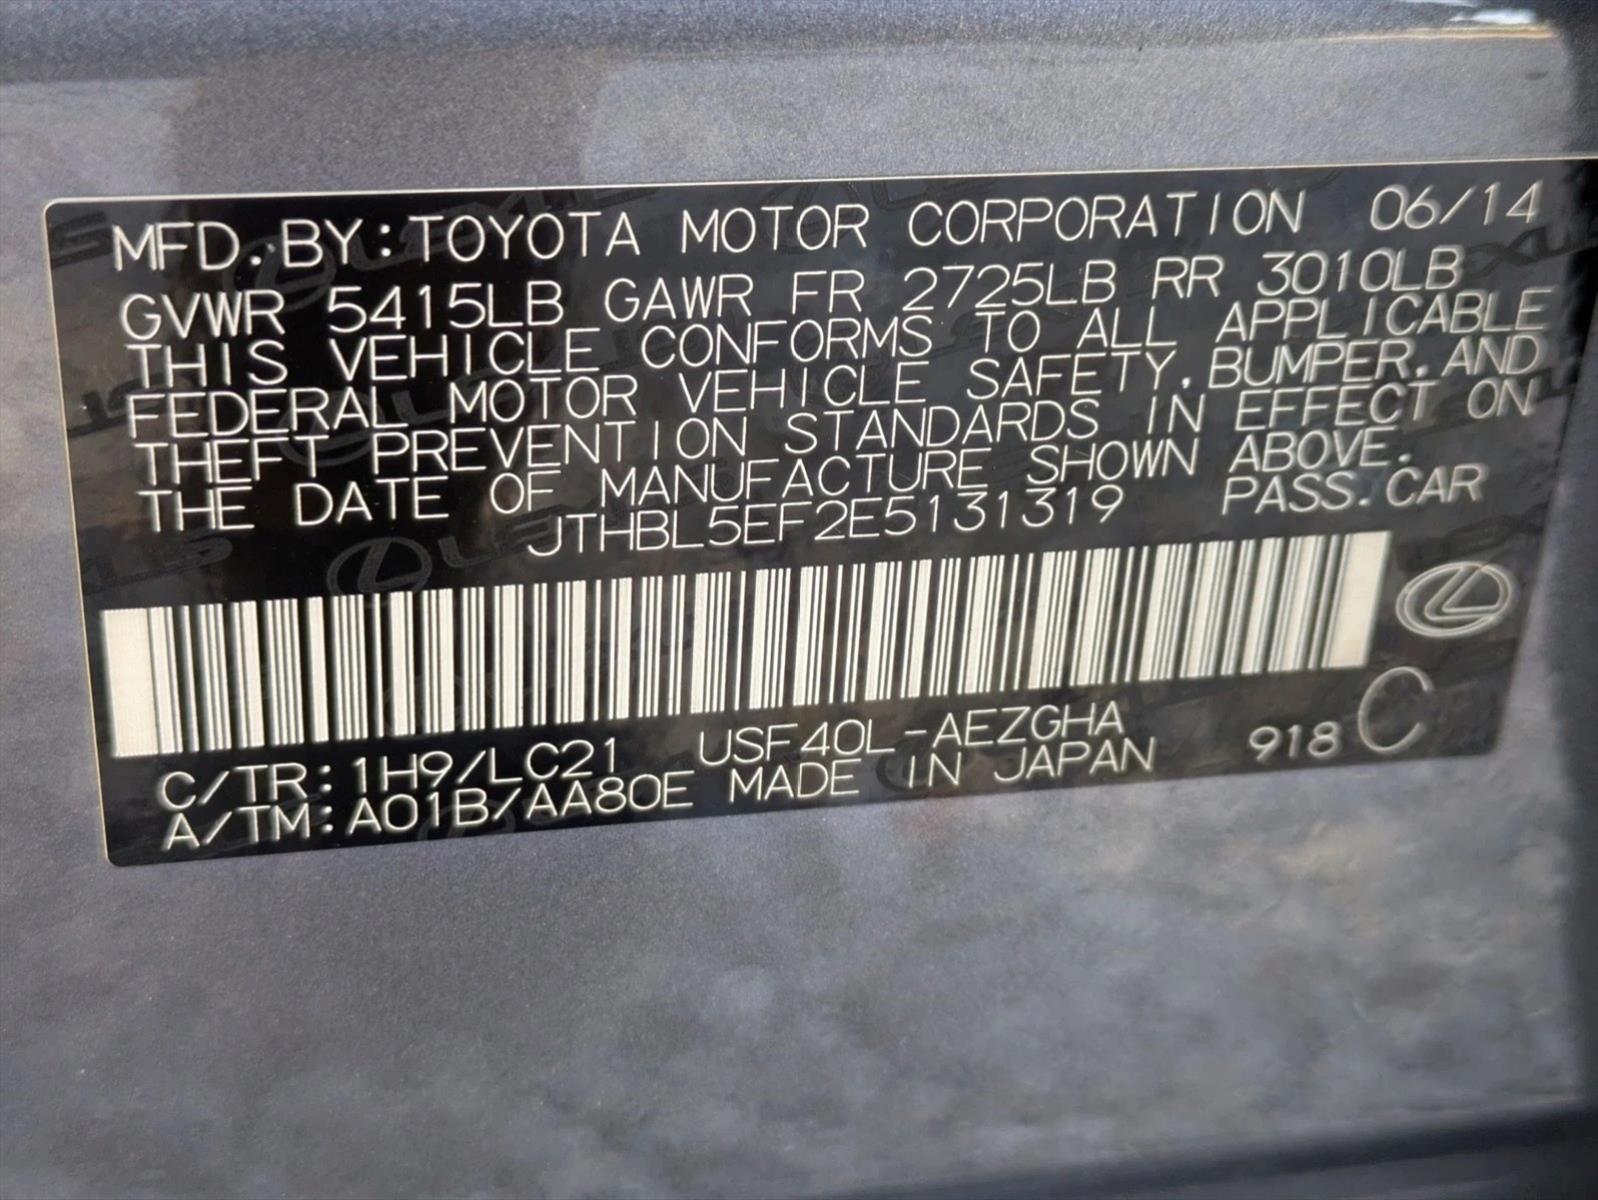 MFD. BY: TOYOTA MOTOR CORPORATION 06/14
GVWR 5415LB GAWR FR 2725LB RR 3010LB
THIS VEHICLE CONFORMS TO ALL APPLICABLE
FEDERAL MOTOR VEHICLE SAFETY, BUMPER, AND
THEFT PREVENTION STANDARDS IN EFFECT ON
THE DATE OF MANUFACTURE SHOWN ABOVE.
JTHBL5EF2E5131319 PASS. CAR
C/TR: 1H9/LC21 USF40L-AEZGHA 918 C
A/TM: A01B/AA80E MADE IN JAPAN